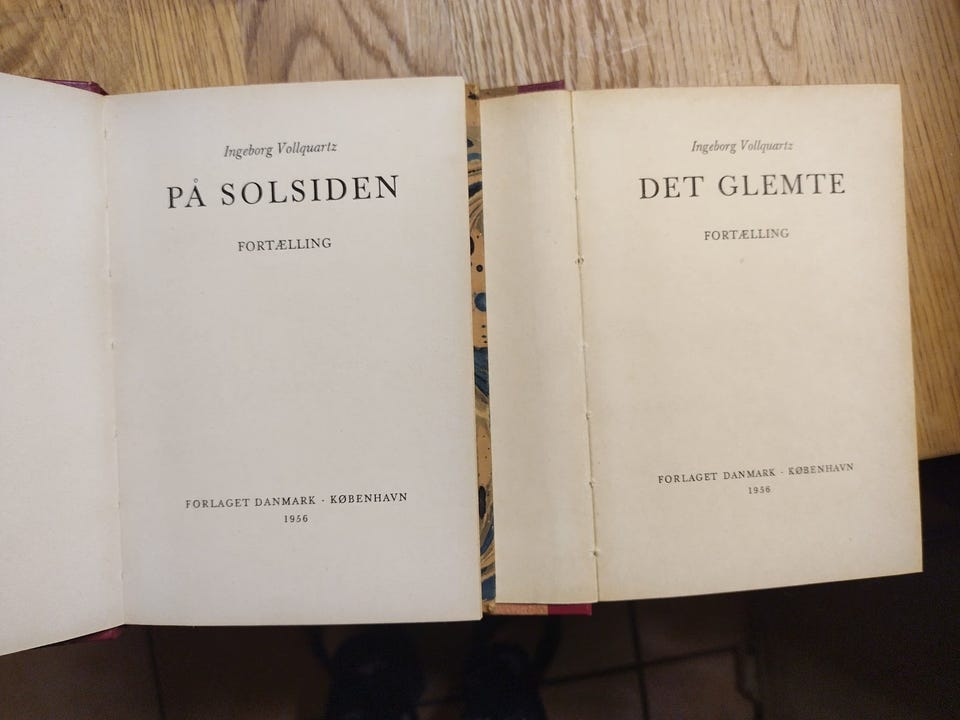 Ingeborg Vollquartz
PÅ SOLSIDEN
FORTÆLLING
FORLAGET DANMARK · KØBENHAVN
1956
Ingeborg Vollquartz
DET GLEMTE
FORTÆLLING
FORLAGET DANMARK · KØBENHAVN
1956